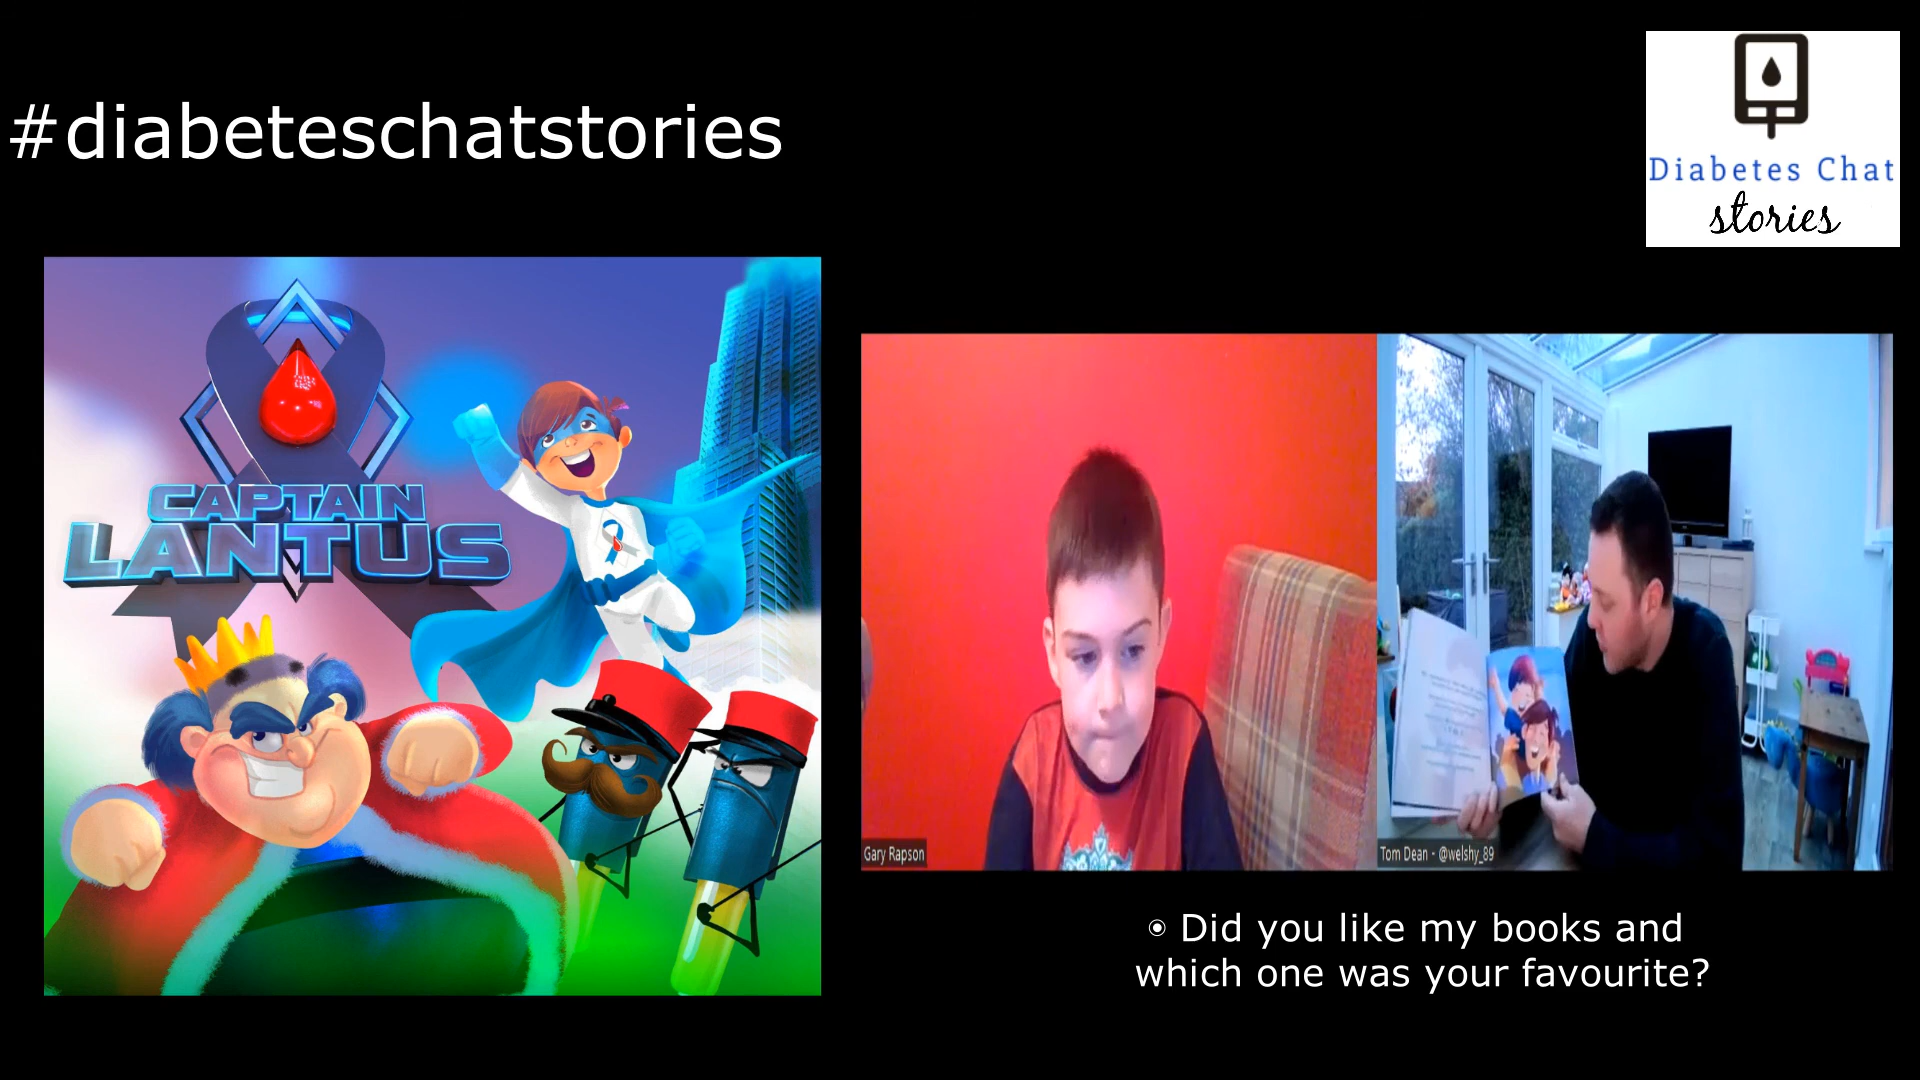 #diabeteschatstories
Diabetes Chat
stories
CAPTAIN
LANTUS
Gary Rapson
Tom Dean - @welshy_89
Did you like my books and
which one was your favourite?